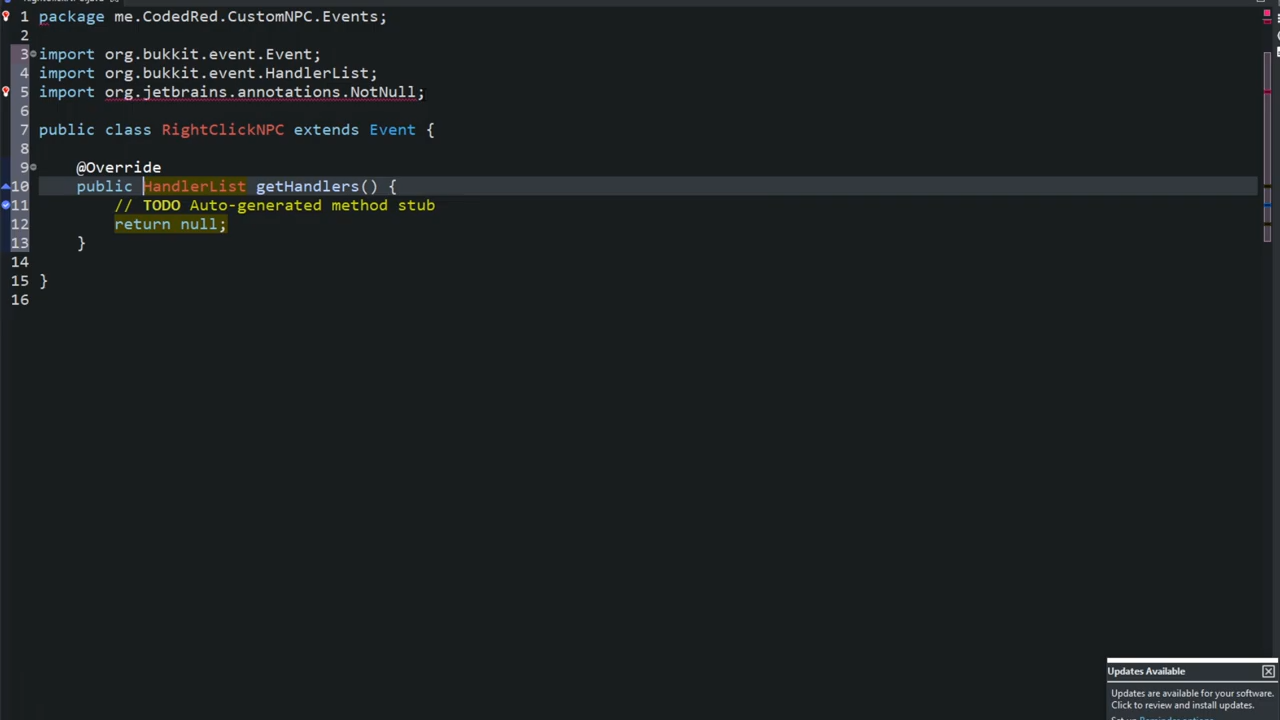 1 package me.CodedRed.CustomNPC.Events;
2
3 import org.bukkit.event.Event;
4 import org.bukkit.event.HandlerList;
5 import org.jetbrains.annotations.NotNull;
6
7 public class RightClickNPC extends Event {
8
9 @Override
10 public HandlerList getHandlers() {
11 // TODO Auto-generated method stub
12 return null;
13 }
14
15 }
16
Updates Available
Updates are available for your software.
Click to review and install updates.